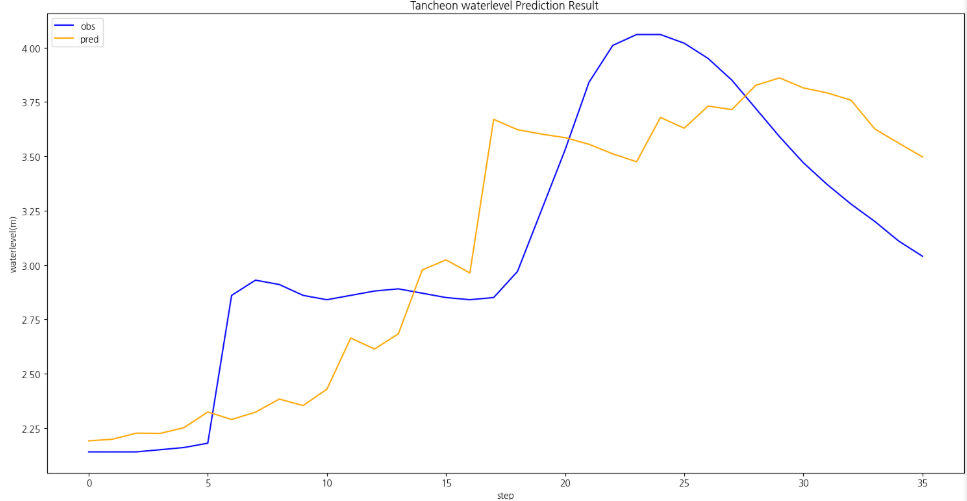 Tancheon waterlevel Prediction Result
obs
pred
4.00
3.75
3.50
3.25
3.00
2.75
2.50
2.25
waterlevel(m)
0 5 10 15 20 25 30 35
step